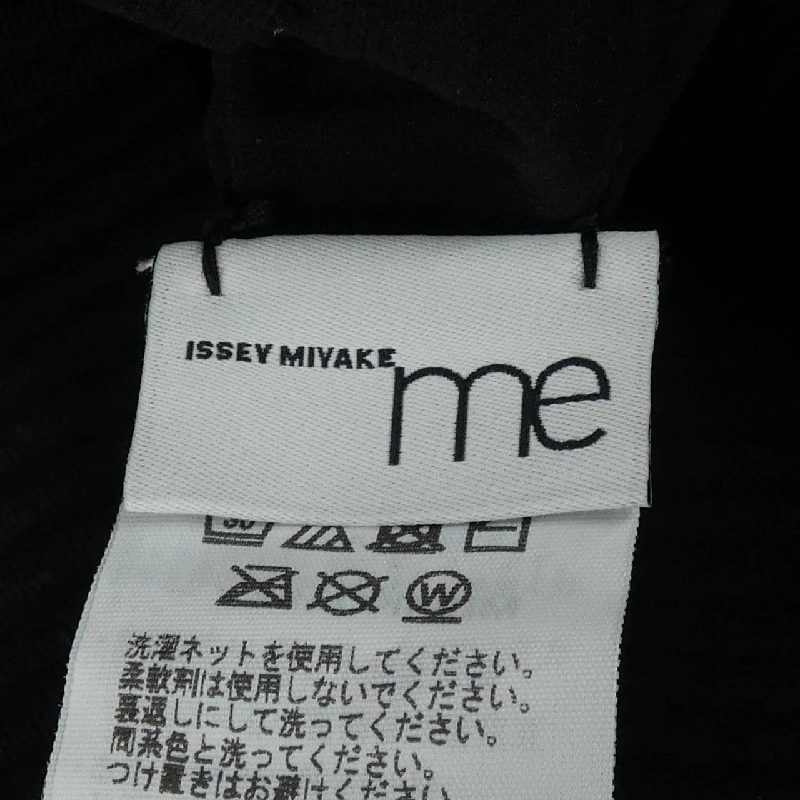 ISSEY MIYAKE
me
W
洗濯ネットを使用してください。
柔軟剤は使用しないでください。
裏返しにして洗ってください。
同系色と洗ってください。
つけ置きはお避けください